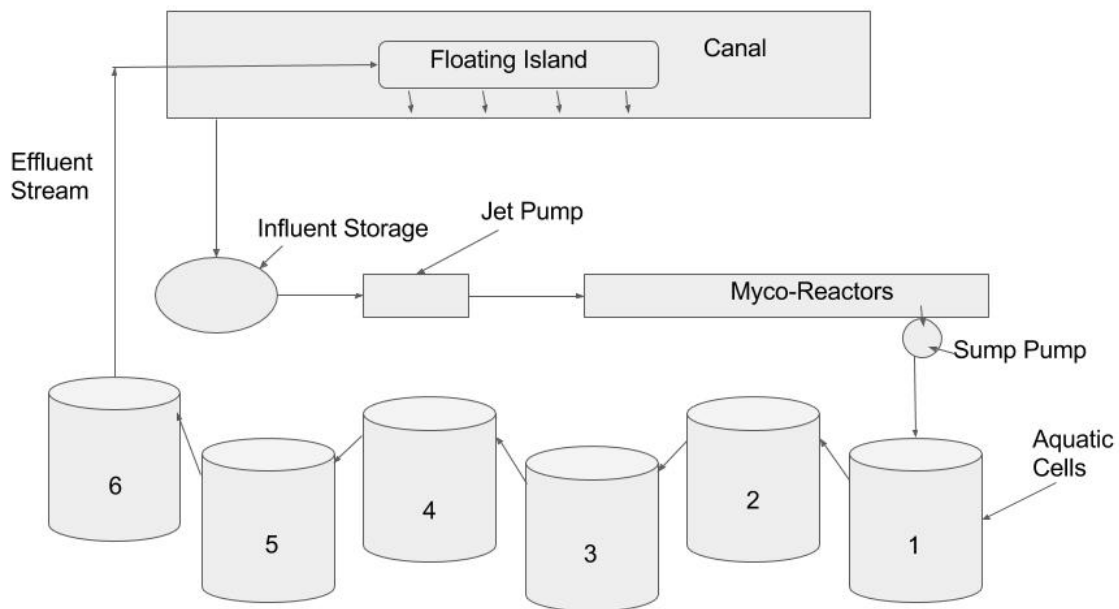 Floating Island
Canal
Effluent
Stream
Influent Storage
Jet Pump
Myco-Reactors
Sump Pump
Aquatic
Cells
6
5
4
3
2
1